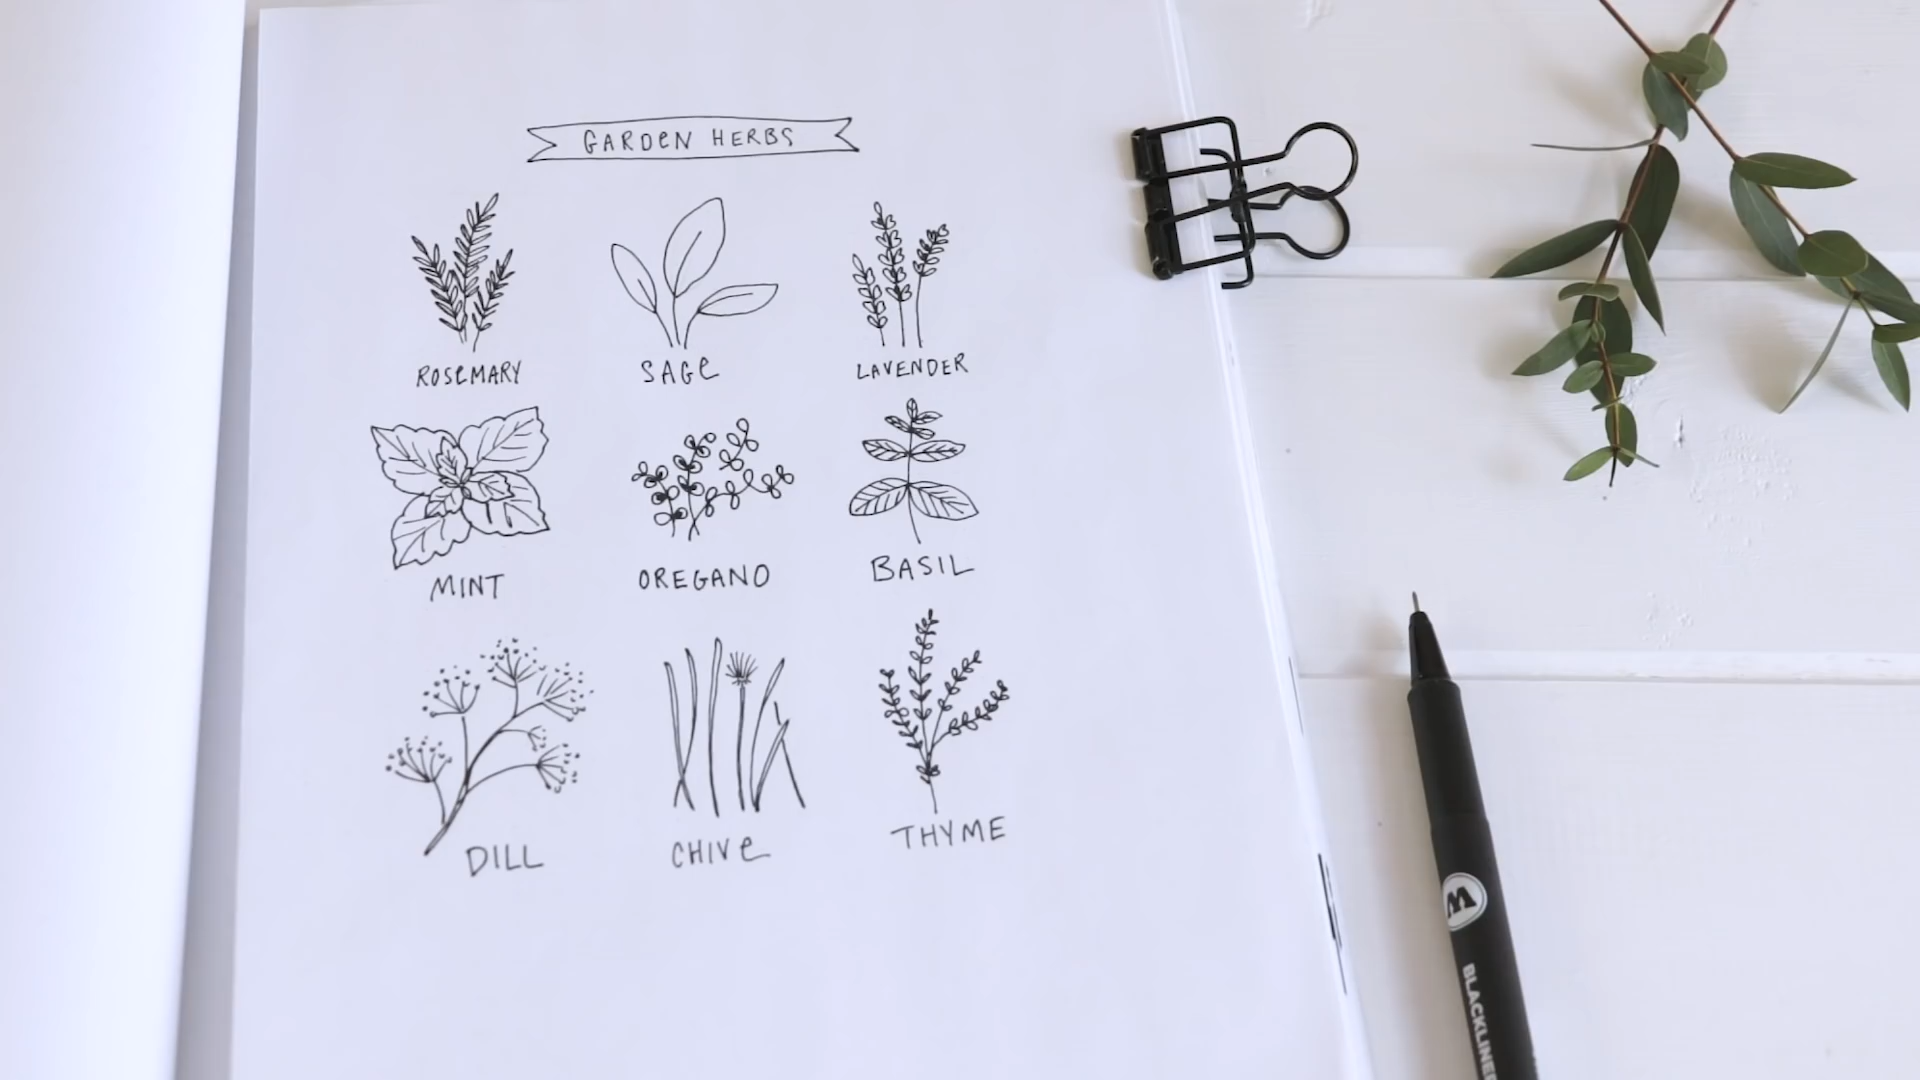 GARDEN HERBS
ROSEMARY
SAGE
LAVENDER
MINT
OREGANO
BASIL
DILL
CHIVE
THYME
M
BLACKLINER